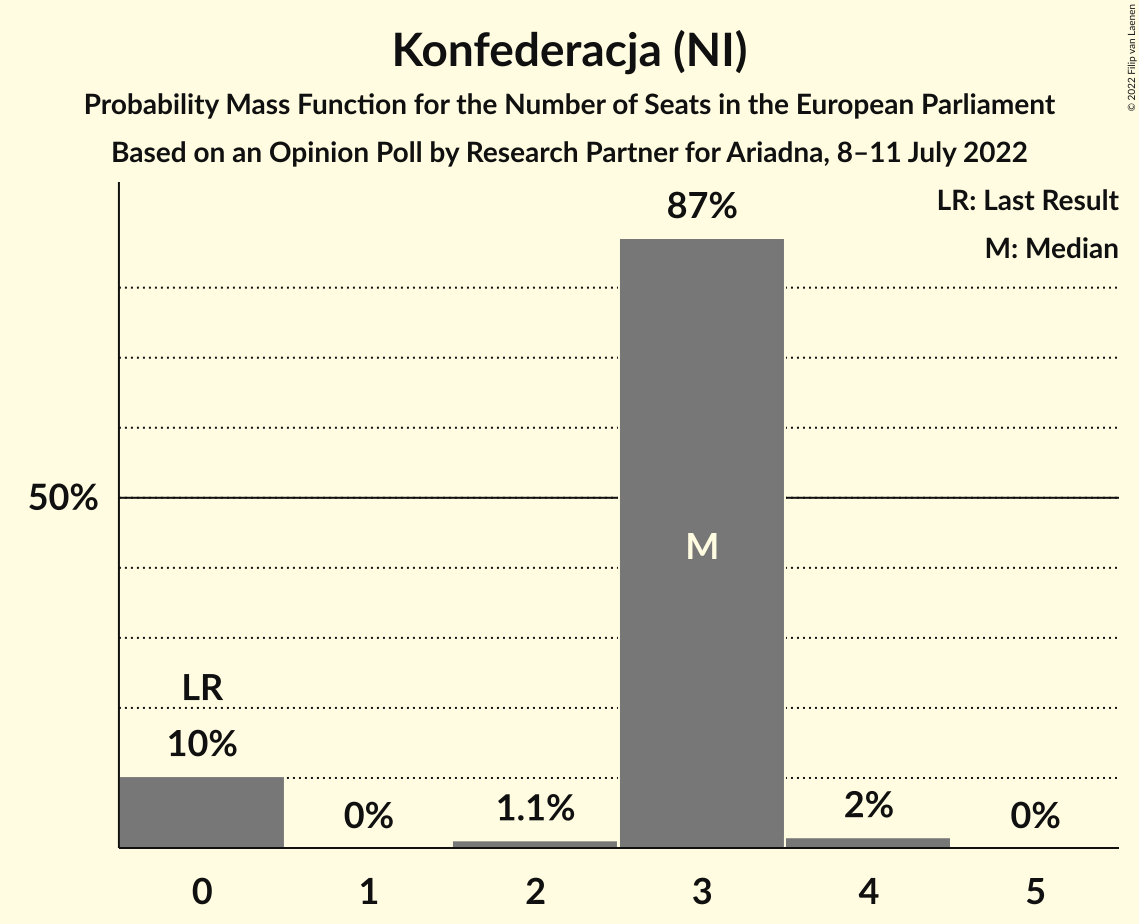 Konfederacja (NI)
Probability Mass Function for the Number of Seats in the European Parliament
Based on an Opinion Poll by Research Partner for Ariadna, 8–11 July 2022
© 2022 Filip van Laenen
LR: Last Result
M: Median
87%
50%
M
LR
10%
0%
1.1%
2%
0%
0 1 2 3 4 5